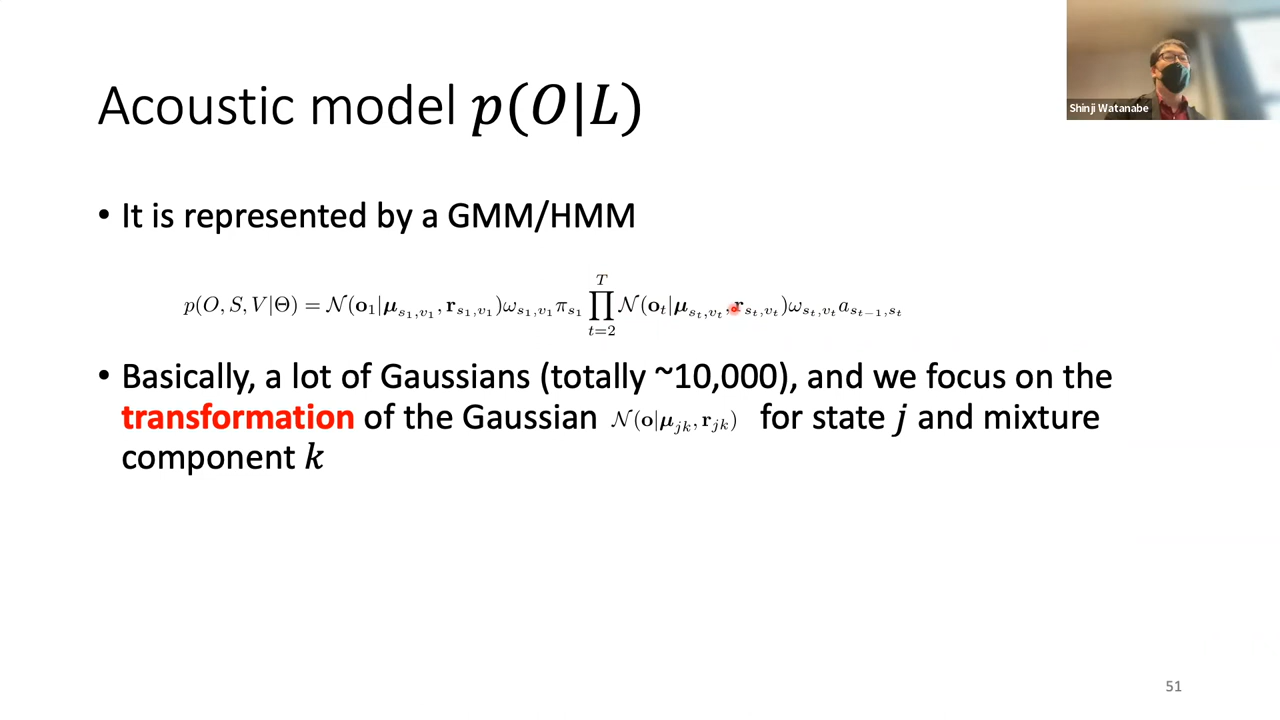 Shinji Watanabe
Acoustic model p(O|L)
• It is represented by a GMM/HMM
p(O, S, V|Θ) = 𝒩(o₁|μ_{s₁,v₁}, r_{s₁,v₁})ω_{s₁,v₁}π_{s₁} ∏_{t=2}^{T} 𝒩(o_t|μ_{s_t,v_t}, r_{s_t,v_t})ω_{s_t,v_t}a_{s_{t−1},s_t}
• Basically, a lot of Gaussians (totally ~10,000), and we focus on the
transformation of the Gaussian 𝒩(o|μ_{jk}, r_{jk}) for state j and mixture
component k
51